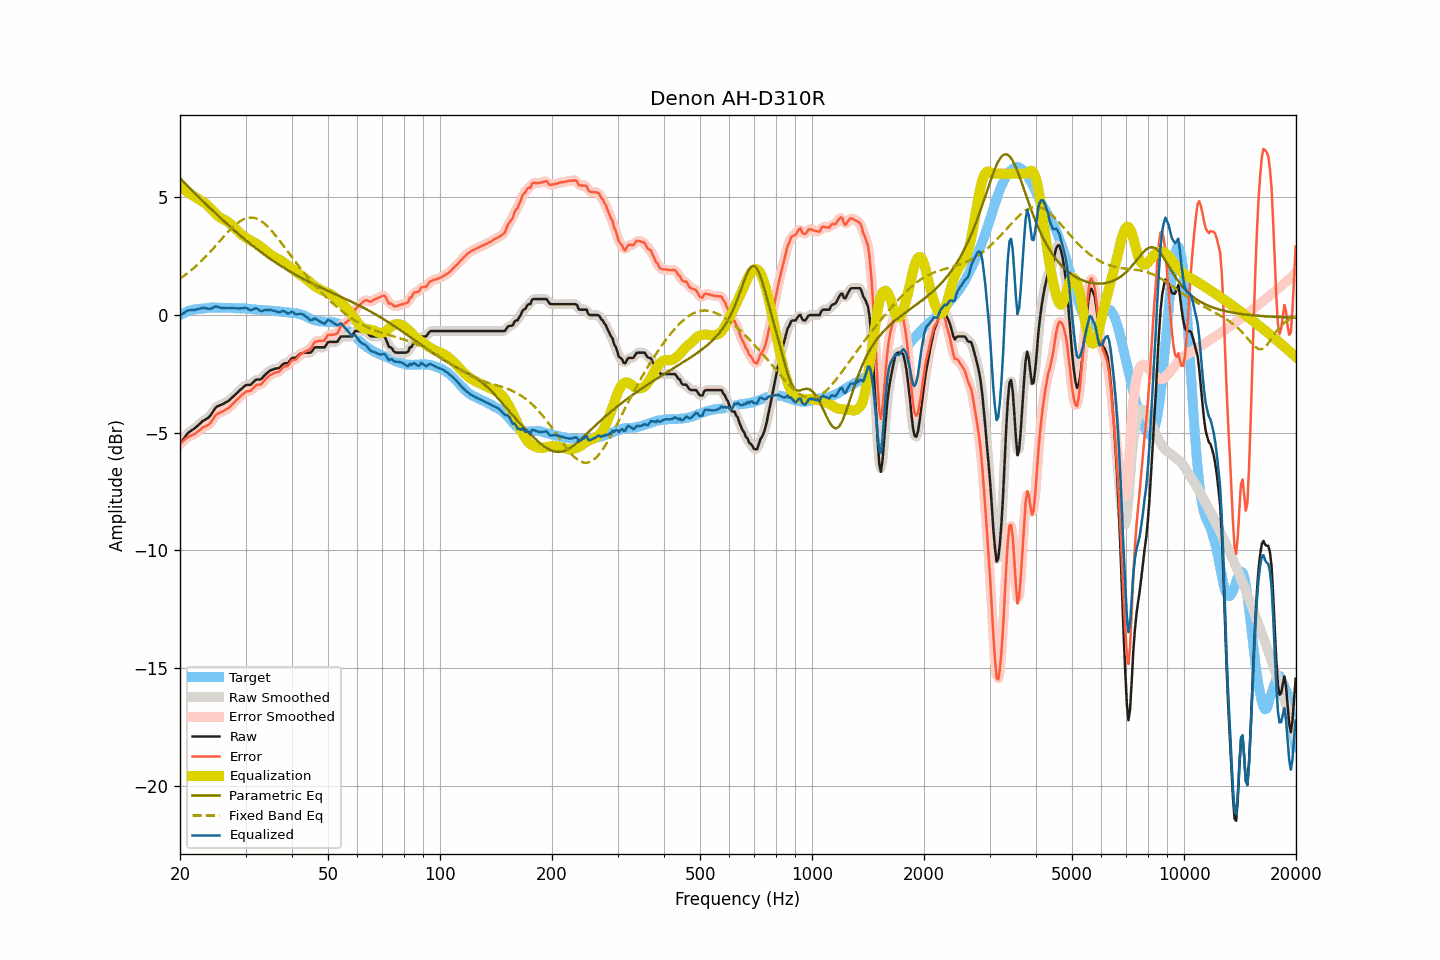 Denon AH-D310R
5
0
−5
−10
−15
−20
Amplitude (dBr)
Target
Raw Smoothed
Error Smoothed
Raw
Error
Equalization
Parametric Eq
Fixed Band Eq
Equalized
20 50 100 200 500 1000 2000 5000 10000 20000
Frequency (Hz)